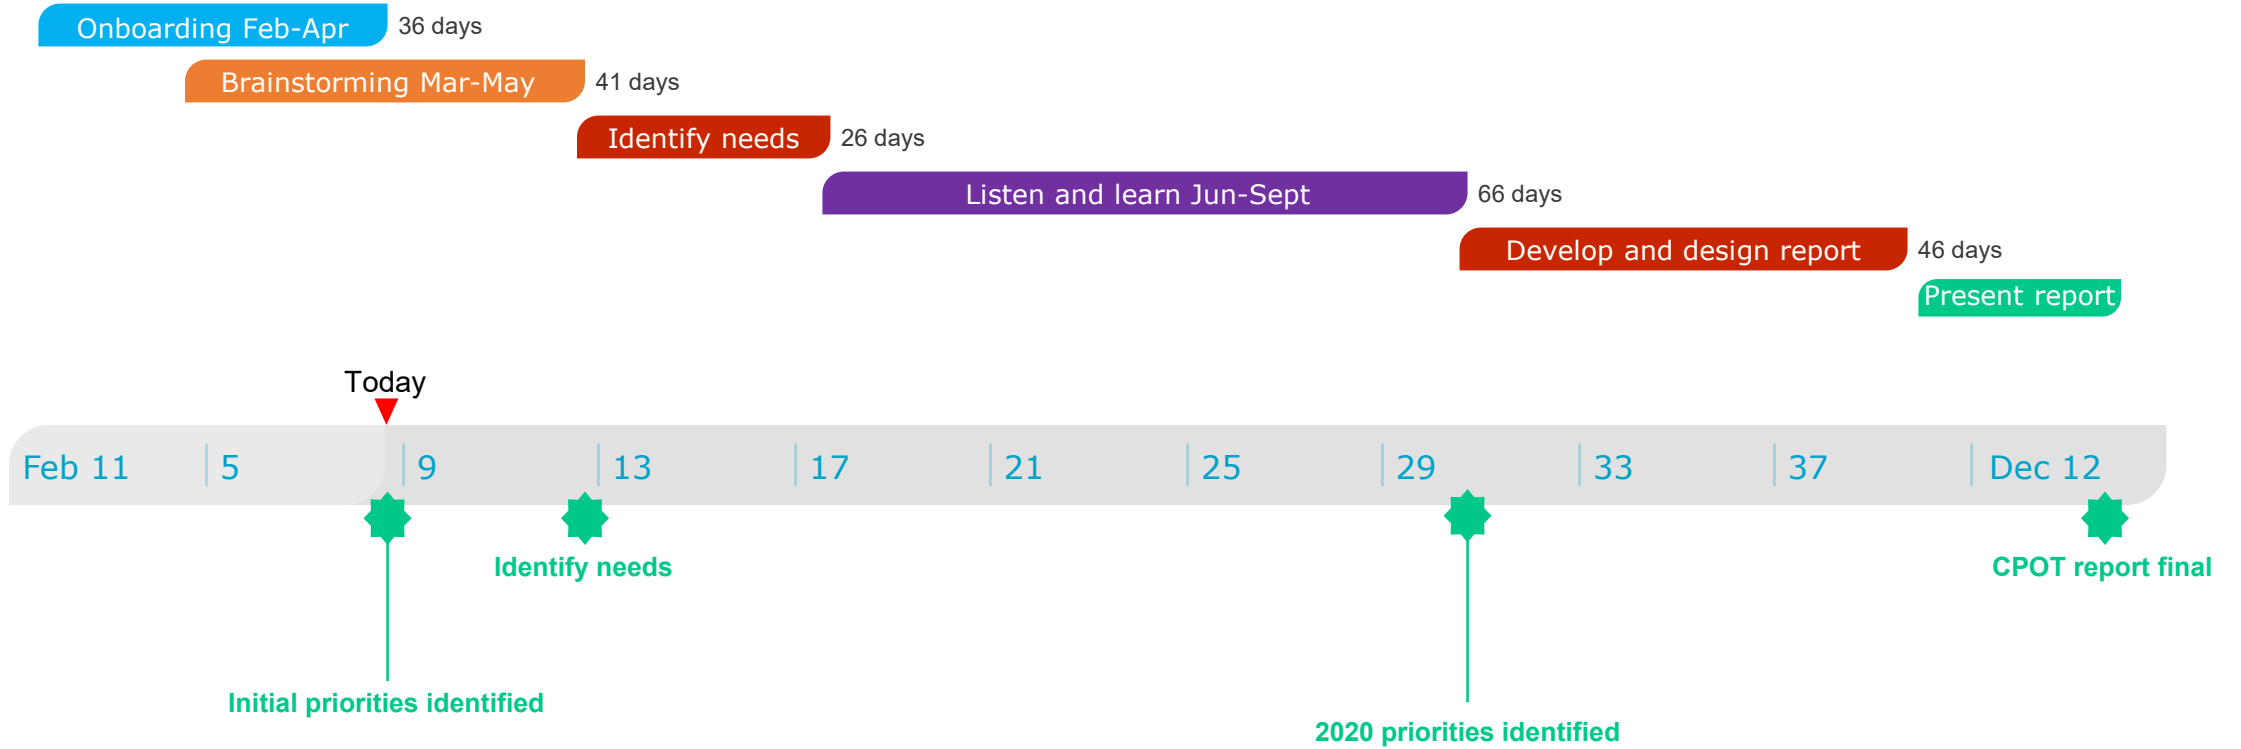 Onboarding Feb-Apr 36 days
Brainstorming Mar-May 41 days
Identify needs 26 days
Listen and learn Jun-Sept 66 days
Develop and design report 46 days
Present report
Today
Feb 11 5 9 13 17 21 25 29 33 37 Dec 12
Identify needs CPOT report final
Initial priorities identified
2020 priorities identified